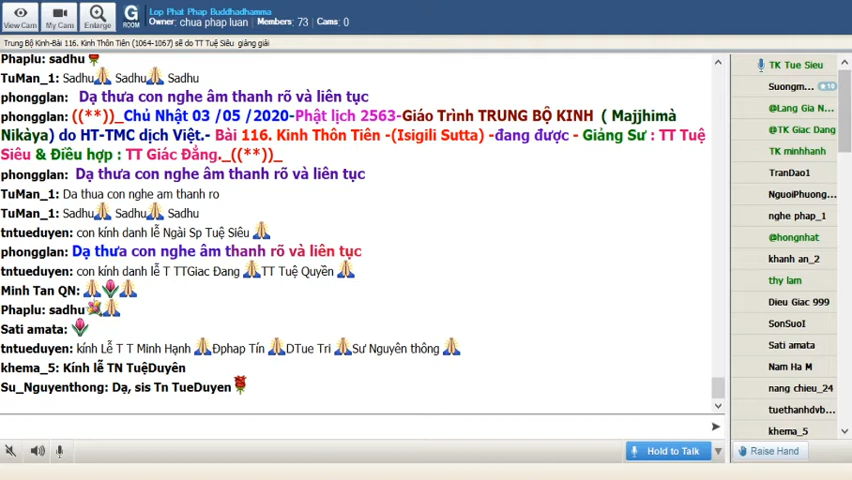 View Cam
My Cans
Enlarge
G
ROOM
Lop Phat Phap Buddhadhamma
Owner: chua phap luan Members: 73 Cams: 0
Trung Bộ Kinh-Bài 116. Kinh Thôn Tiên (1064-1067) sẽ do TT Tuệ Siêu giảng giải
Phaplu: sadhu
TuMan_1: Sadhu Sadhu Sadhu
phongglan: Dạ thưa con nghe âm thanh rõ và liên tục
phongglan: ((**))_Chủ Nhật 03 /05 /2020-Phật lịch 2563-Giáo Trình TRUNG BỘ KINH ( Majjhimà
Nikàya) do HT-TMC dịch Việt.- Bài 116. Kinh Thôn Tiên -(Isigili Sutta) -đang được - Giảng Sư : TT Tuệ
Siêu & Điều hợp : TT Giác Đẳng._((**))_
phongglan: Dạ thưa con nghe âm thanh rõ và liên tục
TuMan_1: Da thua con nghe am thanh ro
TuMan_1: Sadhu Sadhu Sadhu
tntueduyen: con kính danh lễ Ngài Sp Tuệ Siêu
phongglan: Dạ thưa con nghe âm thanh rõ và liên tục
tntueduyen: con kính danh lễ T TTGiac Đang TT Tuệ Quyền
Minh Tan QN:
Phaplu: sadhu
Sati amata:
tntueduyen: kính Lễ T T Minh Hạnh Đphap Tín DTue Tri Sư Nguyên thông
khema_5: Kính lễ TN TuệDuyên
Su_Nguyenthong: Dạ, sis Tn TueDuyen
Hold to Talk
TK Tue Sieu
Suongm... 10
@Lang Gia N...
@TK Giac Dang
TK minhhanh
TranDao1
NguoiPhuong...
nghe phap_1
@hongnhat
khanh an_2
thy lam
Dieu Giac 999
SonSuoI
Sati amata
Nam Ha M
nang chieu_24
tuethanhdvb...
khema_5
Raise Hand